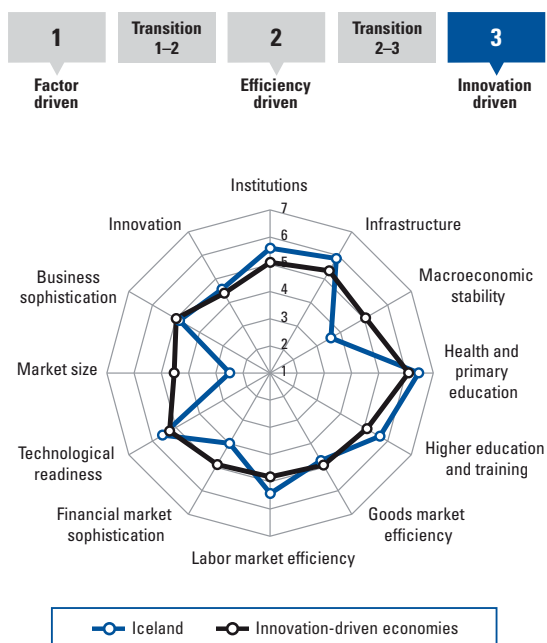 1
Transition
1–2
2
Transition
2–3
3
Factor
driven
Efficiency
driven
Innovation
driven
Institutions
7
Innovation
6
Infrastructure
5
Business
sophistication
4
Macroeconomic
stability
3
2
Market size
1
Health and
primary
education
Technological
readiness
Higher education
and training
Financial market
sophistication
Goods market
efficiency
Labor market efficiency
Iceland
Innovation-driven economies